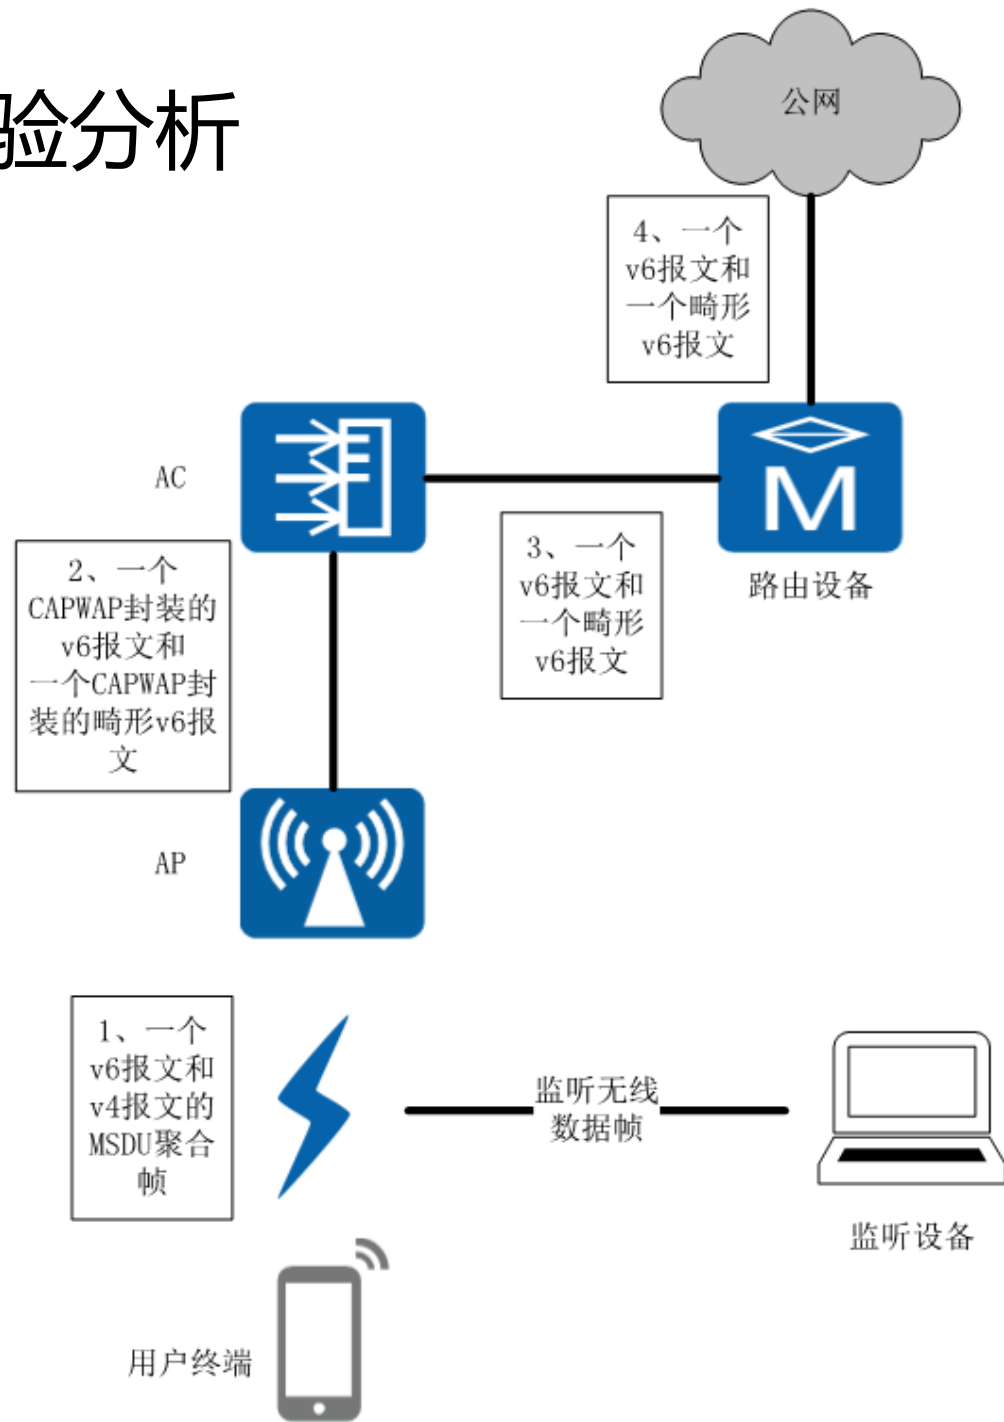 验分析
公网
4、一个
v6报文和
一个畸形
v6报文
AC
M
3、一个
v6报文和
一个畸形
v6报文
路由设备
2、一个
CAPWAP封装的
v6报文和
一个CAPWAP封
装的畸形v6报
文
AP
1、一个
v6报文和
v4报文的
MSDU聚合
帧
监听无线
数据帧
监听设备
用户终端